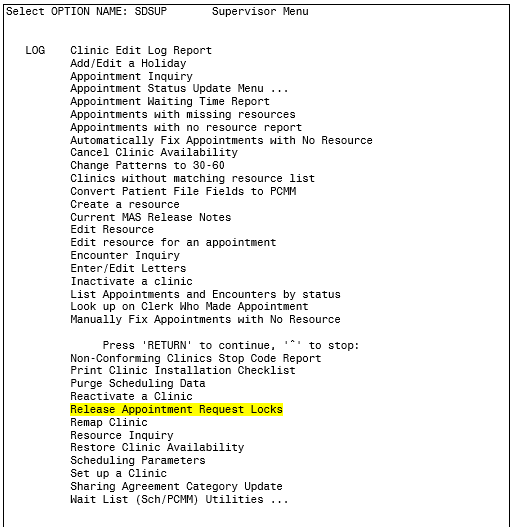 Select OPTION NAME: SDSUP       Supervisor Menu
LOG    Clinic Edit Log Report
Add/Edit a Holiday
Appointment Inquiry
Appointment Status Update Menu ...
Appointment Waiting Time Report
Appointments with missing resources
Appointments with no resource report
Automatically Fix Appointments with No Resource
Cancel Clinic Availability
Change Patterns to 30-60
Clinics without matching resource list
Convert Patient File Fields to PCMM
Create a resource
Current MAS Release Notes
Edit Resource
Edit resource for an appointment
Encounter Inquiry
Enter/Edit Letters
Inactivate a clinic
List Appointments and Encounters by status
Look up on Clerk Who Made Appointment
Manually Fix Appointments with No Resource
Press 'RETURN' to continue, '^' to stop:
Non-Conforming Clinics Stop Code Report
Print Clinic Installation Checklist
Purge Scheduling Data
Reactivate a Clinic
Release Appointment Request Locks
Remap Clinic
Resource Inquiry
Restore Clinic Availability
Scheduling Parameters
Set up a Clinic
Sharing Agreement Category Update
Wait List (Sch/PCMM) Utilities ...